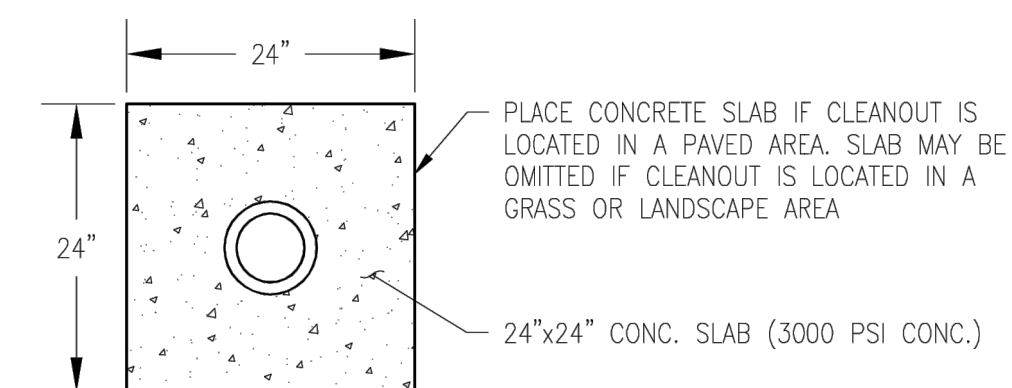 24"
PLACE CONCRETE SLAB IF CLEANOUT IS
LOCATED IN A PAVED AREA. SLAB MAY BE
OMITTED IF CLEANOUT IS LOCATED IN A
GRASS OR LANDSCAPE AREA
24"
24"x24" CONC. SLAB (3000 PSI CONC.)